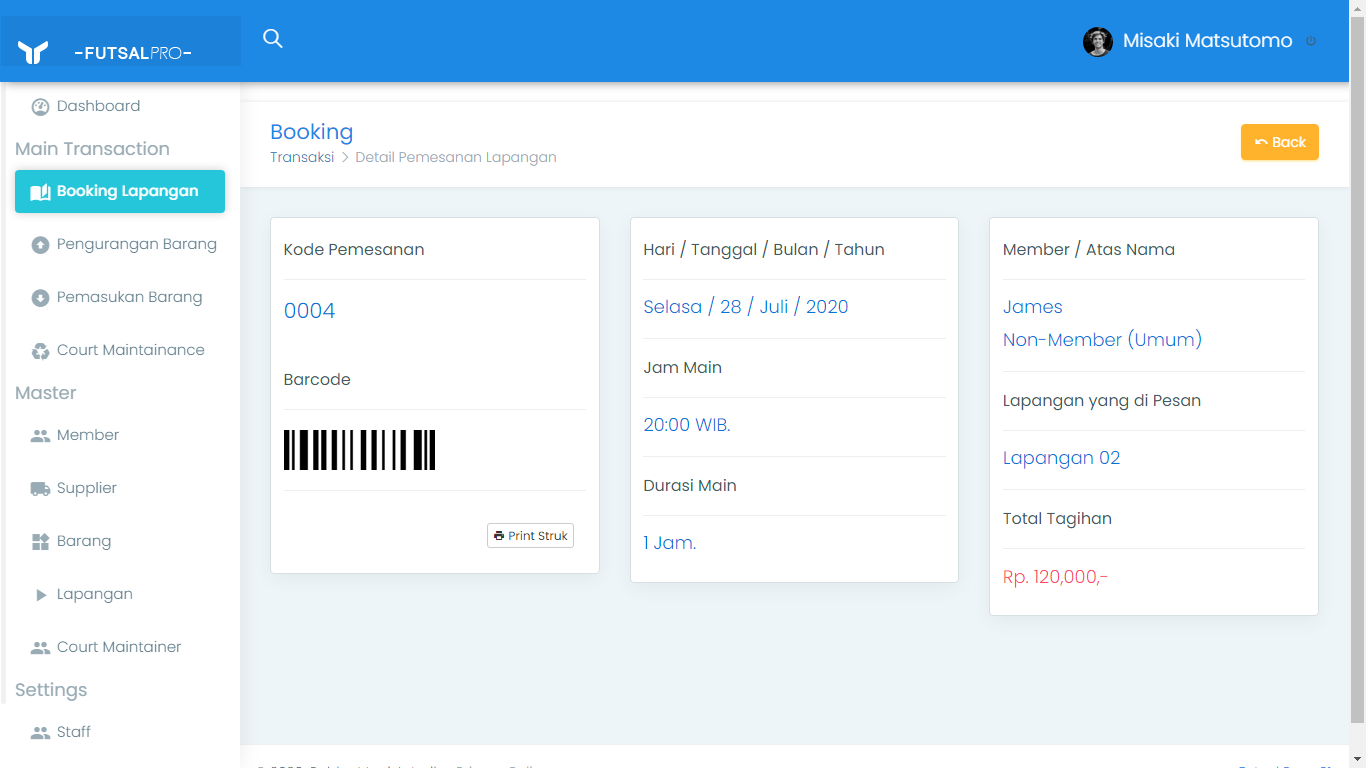 -FUTSALPRO-
Misaki Matsutomo
Dashboard
Main Transaction
Booking Lapangan
Pengurangan Barang
Pemasukan Barang
Court Maintainance
Master
Member
Supplier
Barang
Lapangan
Court Maintainer
Settings
Staff
Booking
Transaksi > Detail Pemesanan Lapangan
Back
Kode Pemesanan
0004
Barcode
Print Struk
Hari / Tanggal / Bulan / Tahun
Selasa / 28 / Juli / 2020
Jam Main
20:00 WIB.
Durasi Main
1 Jam.
Member / Atas Nama
James
Non-Member (Umum)
Lapangan yang di Pesan
Lapangan 02
Total Tagihan
Rp. 120,000,-